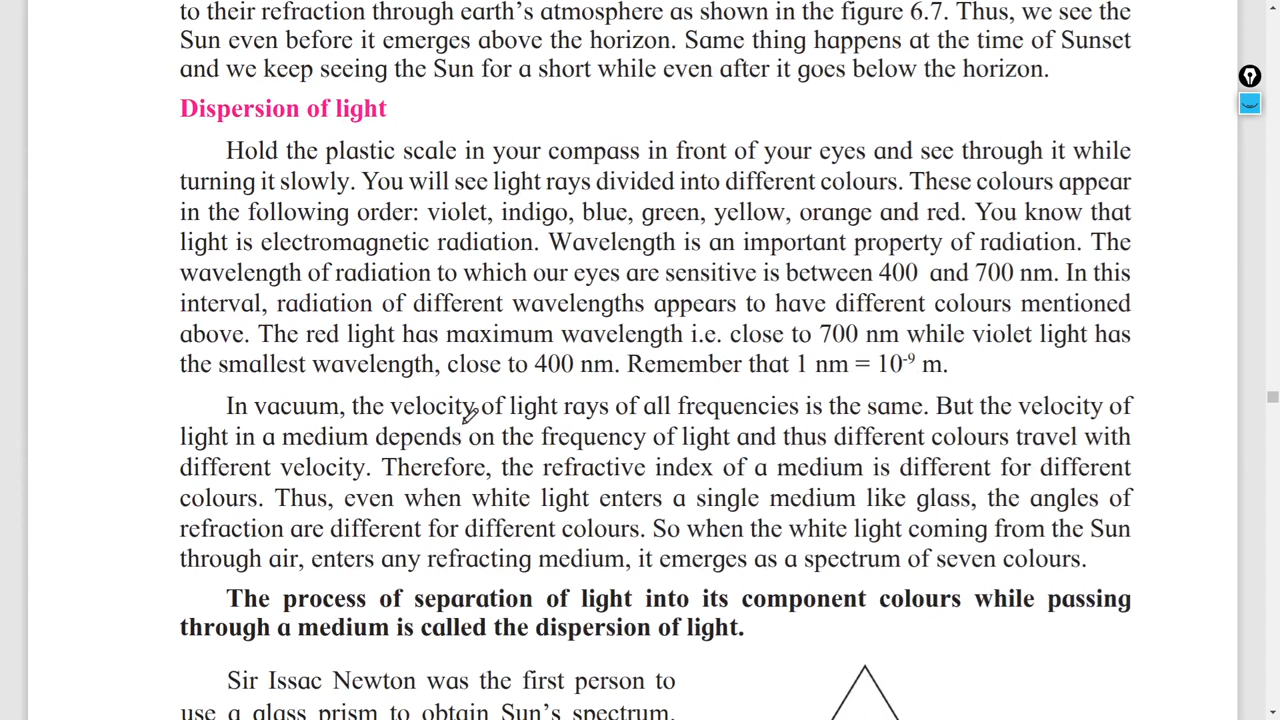 to their refraction through earth's atmosphere as shown in the figure 6.7. Thus, we see the
Sun even before it emerges above the horizon. Same thing happens at the time of Sunset
and we keep seeing the Sun for a short while even after it goes below the horizon.
Dispersion of light
Hold the plastic scale in your compass in front of your eyes and see through it while
turning it slowly. You will see light rays divided into different colours. These colours appear
in the following order: violet, indigo, blue, green, yellow, orange and red. You know that
light is electromagnetic radiation. Wavelength is an important property of radiation. The
wavelength of radiation to which our eyes are sensitive is between 400 and 700 nm. In this
interval, radiation of different wavelengths appears to have different colours mentioned
above. The red light has maximum wavelength i.e. close to 700 nm while violet light has
the smallest wavelength, close to 400 nm. Remember that 1 nm = 10⁻⁹ m.
In vacuum, the velocity of light rays of all frequencies is the same. But the velocity of
light in a medium depends on the frequency of light and thus different colours travel with
different velocity. Therefore, the refractive index of a medium is different for different
colours. Thus, even when white light enters a single medium like glass, the angles of
refraction are different for different colours. So when the white light coming from the Sun
through air, enters any refracting medium, it emerges as a spectrum of seven colours.
The process of separation of light into its component colours while passing
through a medium is called the dispersion of light.
Sir Issac Newton was the first person to
use a glass prism to obtain Sun's spectrum.